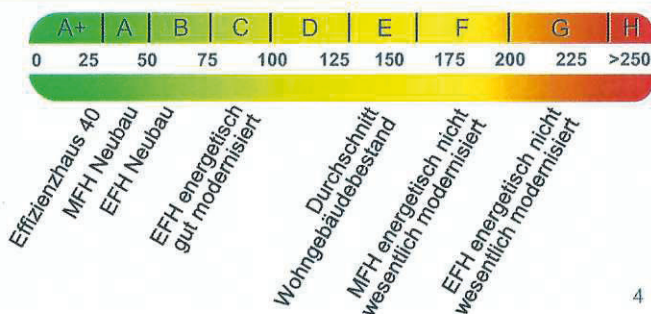 A+ A B C D E F G H
0 25 50 75 100 125 150 175 200 225 >250
Effizienzhaus 40
MFH Neubau
EFH Neubau
EFH energetisch
gut modernisiert
Durchschnitt
Wohngebäudebestand
MFH energetisch nicht
wesentlich modernisiert
EFH energetisch nicht
wesentlich modernisiert
4